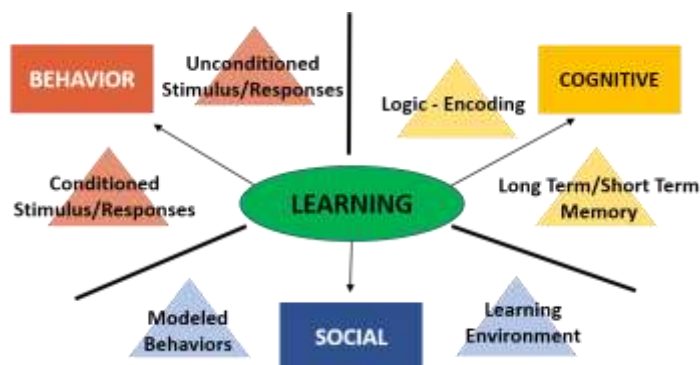 Unconditioned
Stimulus/Responses
BEHAVIOR
COGNITIVE
Logic - Encoding
Conditioned
Stimulus/Responses
LEARNING
Long Term/Short Term
Memory
Modeled
Behaviors
SOCIAL
Learning
Environment